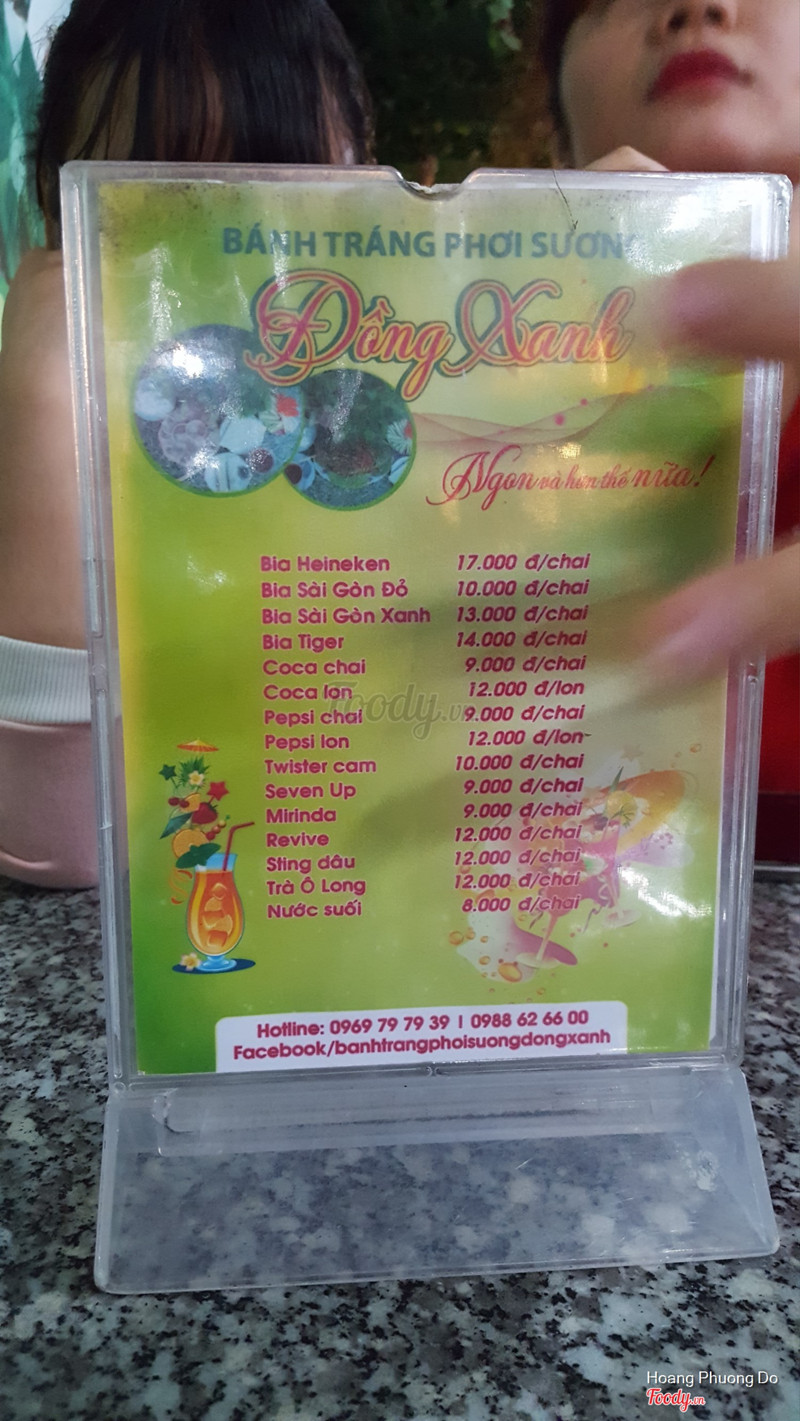 BÁNH TRÁNG PHƠI SƯƠNG
Đồng Xanh
Ngon và hơn thế nữa!
Bia Heineken 17.000 đ/chai
Bia Sài Gòn Đỏ 10.000 đ/chai
Bia Sài Gòn Xanh 13.000 đ/chai
Bia Tiger 14.000 đ/chai
Coca chai 9.000 đ/chai
Coca lon 12.000 đ/lon
Pepsi chai 9.000 đ/chai
Pepsi lon 12.000 đ/lon
Twister cam 10.000 đ/chai
Seven Up 9.000 đ/chai
Mirinda 9.000 đ/chai
Revive 12.000 đ/chai
Sting dâu 12.000 đ/chai
Trà Ô Long 12.000 đ/chai
Nước suối 8.000 đ/chai
Hotline: 0969 79 79 39 | 0988 62 66 00
Facebook/banhtrangphoisuongdongxanh
Foody.vn
Hoang Phuong Do
Foody.vn